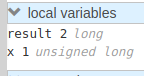 local variables
result 2 long
x 1 unsigned long